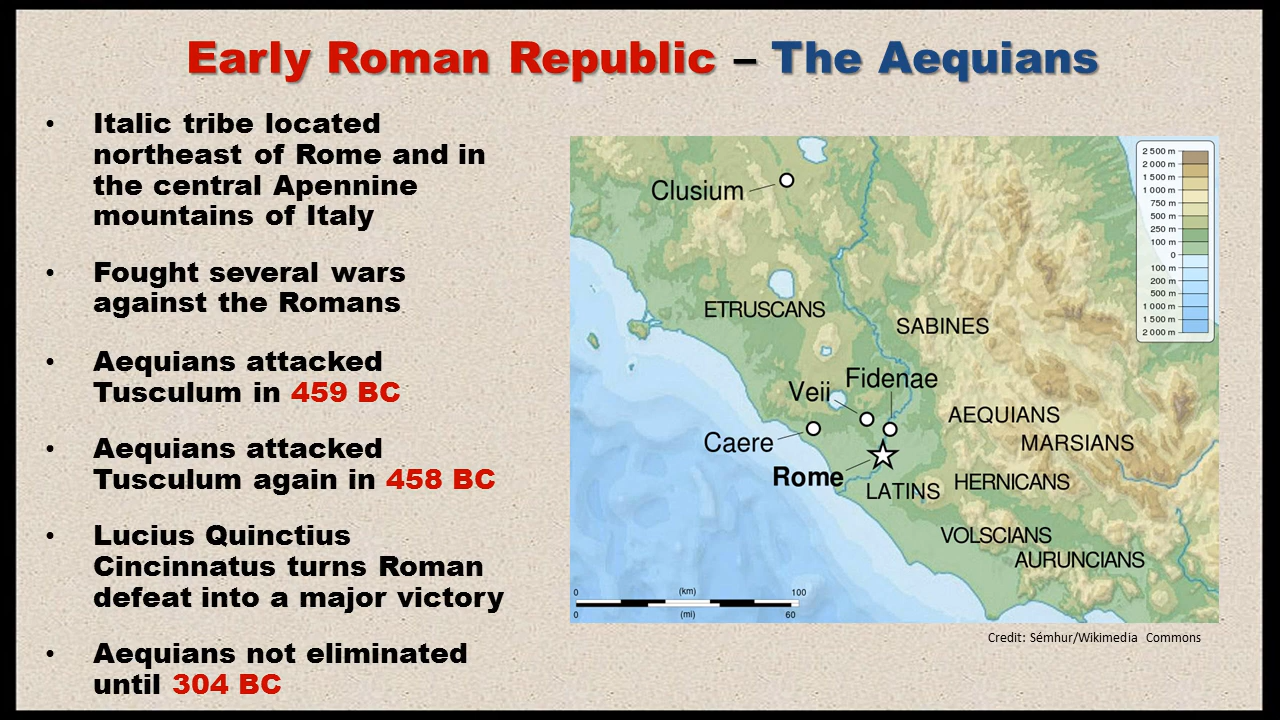 Early Roman Republic – The Aequians
• Italic tribe located
northeast of Rome and in
the central Apennine
mountains of Italy
• Fought several wars
against the Romans
• Aequians attacked
Tusculum in 459 BC
• Aequians attacked
Tusculum again in 458 BC
• Lucius Quinctius
Cincinnatus turns Roman
defeat into a major victory
• Aequians not eliminated
until 304 BC
Clusium
ETRUSCANS
SABINES
Veii
Fidenae
Caere
AEQUIANS
MARSIANS
Rome
LATINS
HERNICANS
VOLSCIANS
AURUNCIANS
2 500 m
2 000 m
1 500 m
1 000 m
750 m
500 m
250 m
100 m
0
100 m
200 m
500 m
1 000 m
1 500 m
2 000 m
0 (km) 100
0 (mi) 60
Credit: Sémhur/Wikimedia Commons